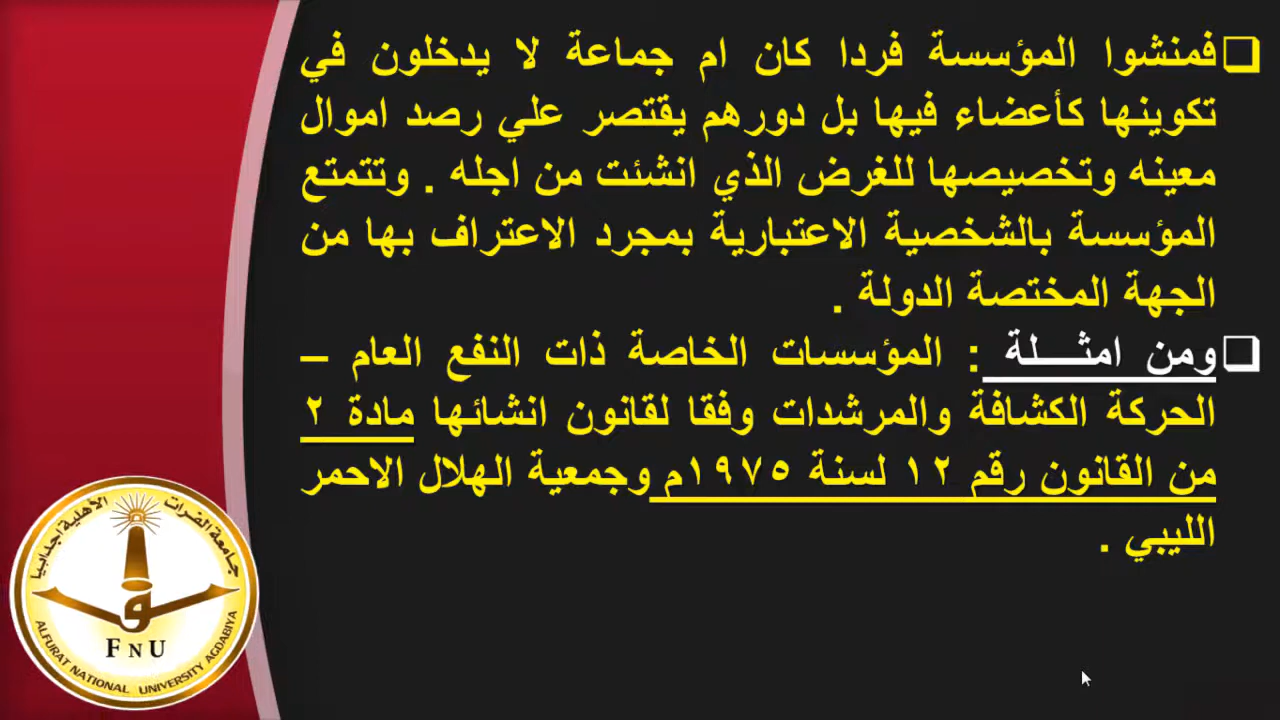 فمنشوا المؤسسة فردا كان ام جماعة لا يدخلون في
تكوينها كأعضاء فيها بل دورهم يقتصر علي رصد اموال
معينه وتخصيصها للغرض الذي انشئت من اجله . وتتمتع
المؤسسة بالشخصية الاعتبارية بمجرد الاعتراف بها من
الجهة المختصة الدولة .
ومن امثـــلة : المؤسسات الخاصة ذات النفع العام –
الحركة الكشافة والمرشدات وفقا لقانون انشائها مادة ٢
من القانون رقم ١٢ لسنة ١٩٧٥م وجمعية الهلال الاحمر
الليبي .
جامعة الفرات الأهلية اجدابيا
FNU
ALFURAT NATIONAL UNIVERSITY AGDABIYA